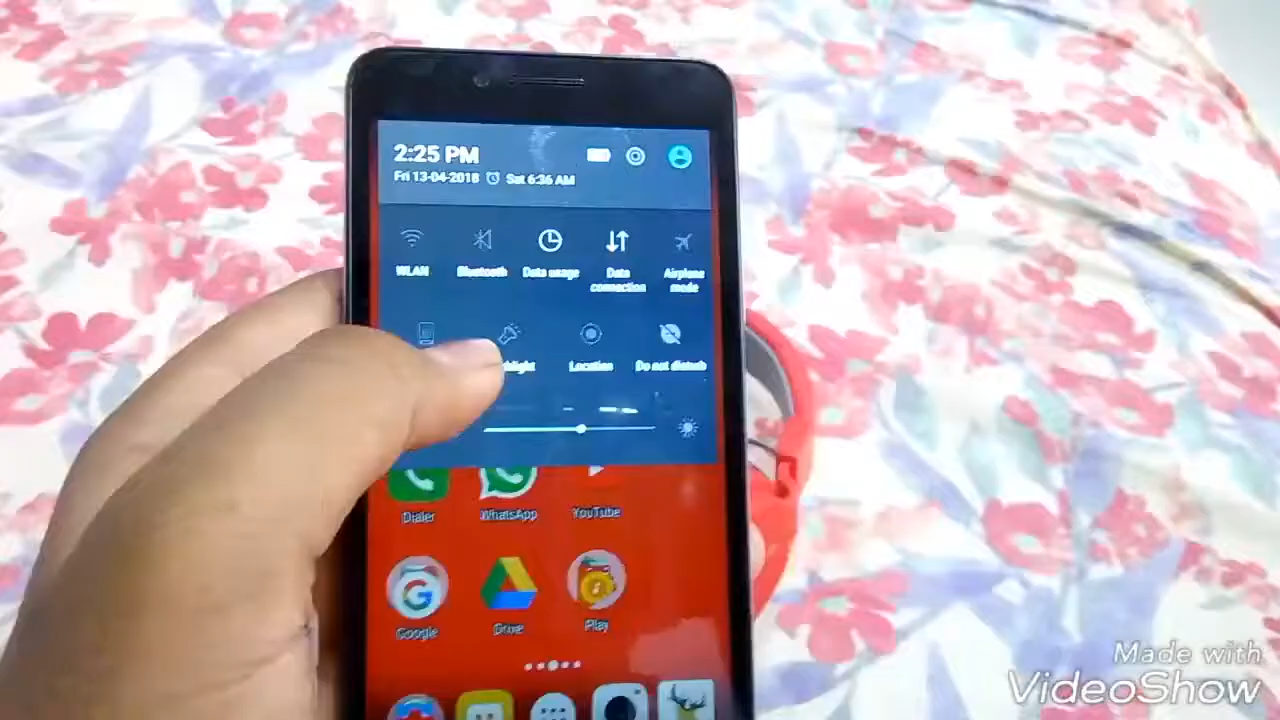 2:25 PM
Fri 13-04-2018 Sat 6:36 AM
WLAN Bluetooth Data usage Data connection Airplane mode
Location Do not disturb
Dialer WhatsApp YouTube
Google Drive Play
Made with
VideoShow